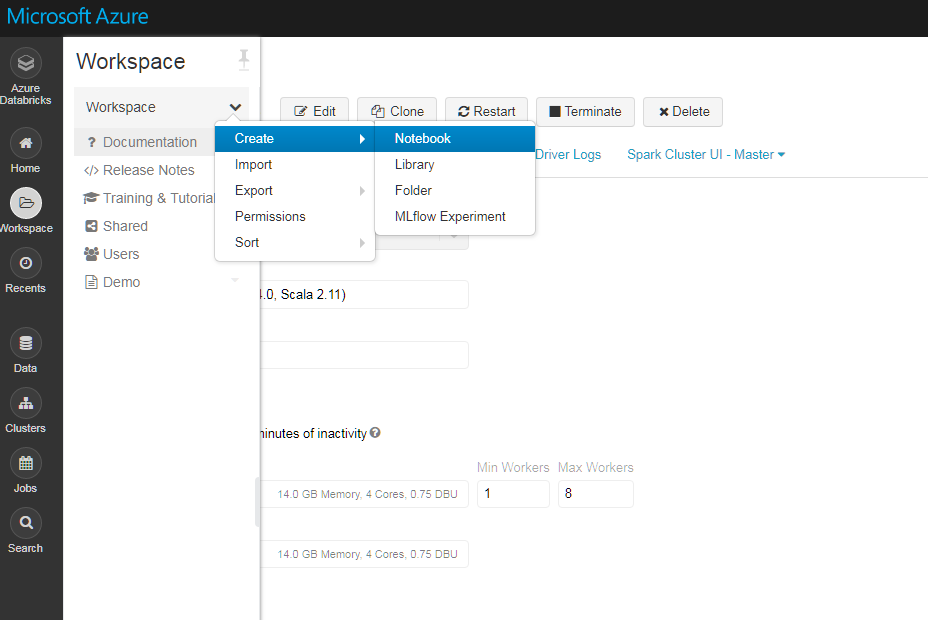 Microsoft Azure
Azure
Databricks
Home
Workspace
Recents
Data
Clusters
Jobs
Search
Workspace
Workspace
? Documentation
</> Release Notes
Training & Tutorial
Shared
Users
Demo
Create
Import
Export
Permissions
Sort
Notebook
Library
Folder
MLflow Experiment
Edit
Clone
Restart
Terminate
Delete
Driver Logs
Spark Cluster UI - Master
.0, Scala 2.11)
minutes of inactivity
Min Workers
Max Workers
14.0 GB Memory, 4 Cores, 0.75 DBU
1
8
14.0 GB Memory, 4 Cores, 0.75 DBU